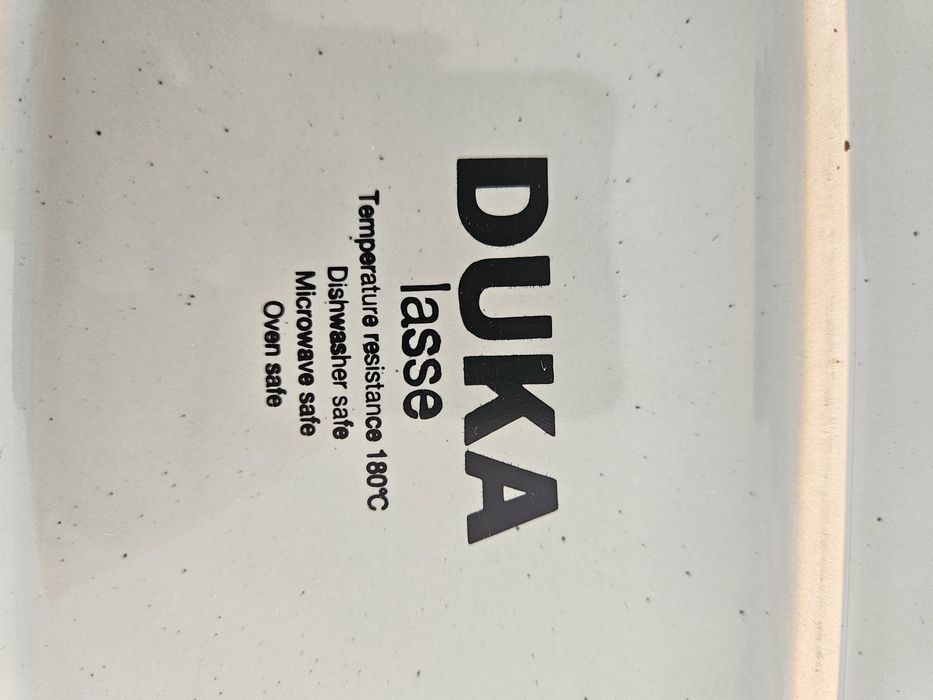 DUKA
lasse
Temperature resistance 180°C
Dishwasher safe
Microwave safe
Oven safe